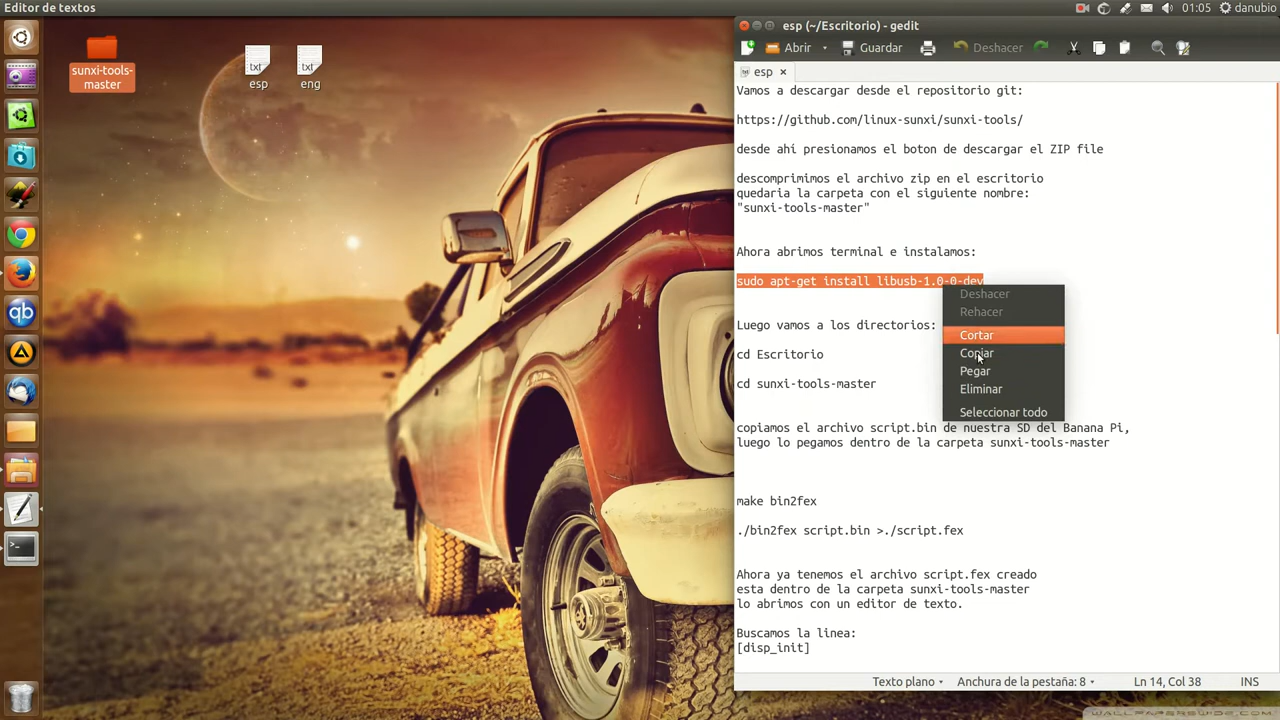 Editor de textos
01:05
danubio
sunxi-tools-
master
txt
esp
txt
eng
qb
esp (~/Escritorio) - gedit
Abrir
Guardar
Deshacer
esp ×
Vamos a descargar desde el repositorio git:
https://github.com/linux-sunxi/sunxi-tools/
desde ahí presionamos el boton de descargar el ZIP file
descomprimimos el archivo zip en el escritorio
quedaria la carpeta con el siguiente nombre:
"sunxi-tools-master"
Ahora abrimos terminal e instalamos:
sudo apt-get install libusb-1.0-0-dev
Deshacer
Rehacer
Cortar
Copiar
Pegar
Eliminar
Seleccionar todo
Luego vamos a los directorios:
cd Escritorio
cd sunxi-tools-master
copiamos el archivo script.bin de nuestra SD del Banana Pi,
luego lo pegamos dentro de la carpeta sunxi-tools-master
make bin2fex
./bin2fex script.bin >./script.fex
Ahora ya tenemos el archivo script.fex creado
esta dentro de la carpeta sunxi-tools-master
lo abrimos con un editor de texto.
Buscamos la linea:
[disp_init]
Texto plano
Anchura de la pestaña: 8
Ln 14, Col 38
INS